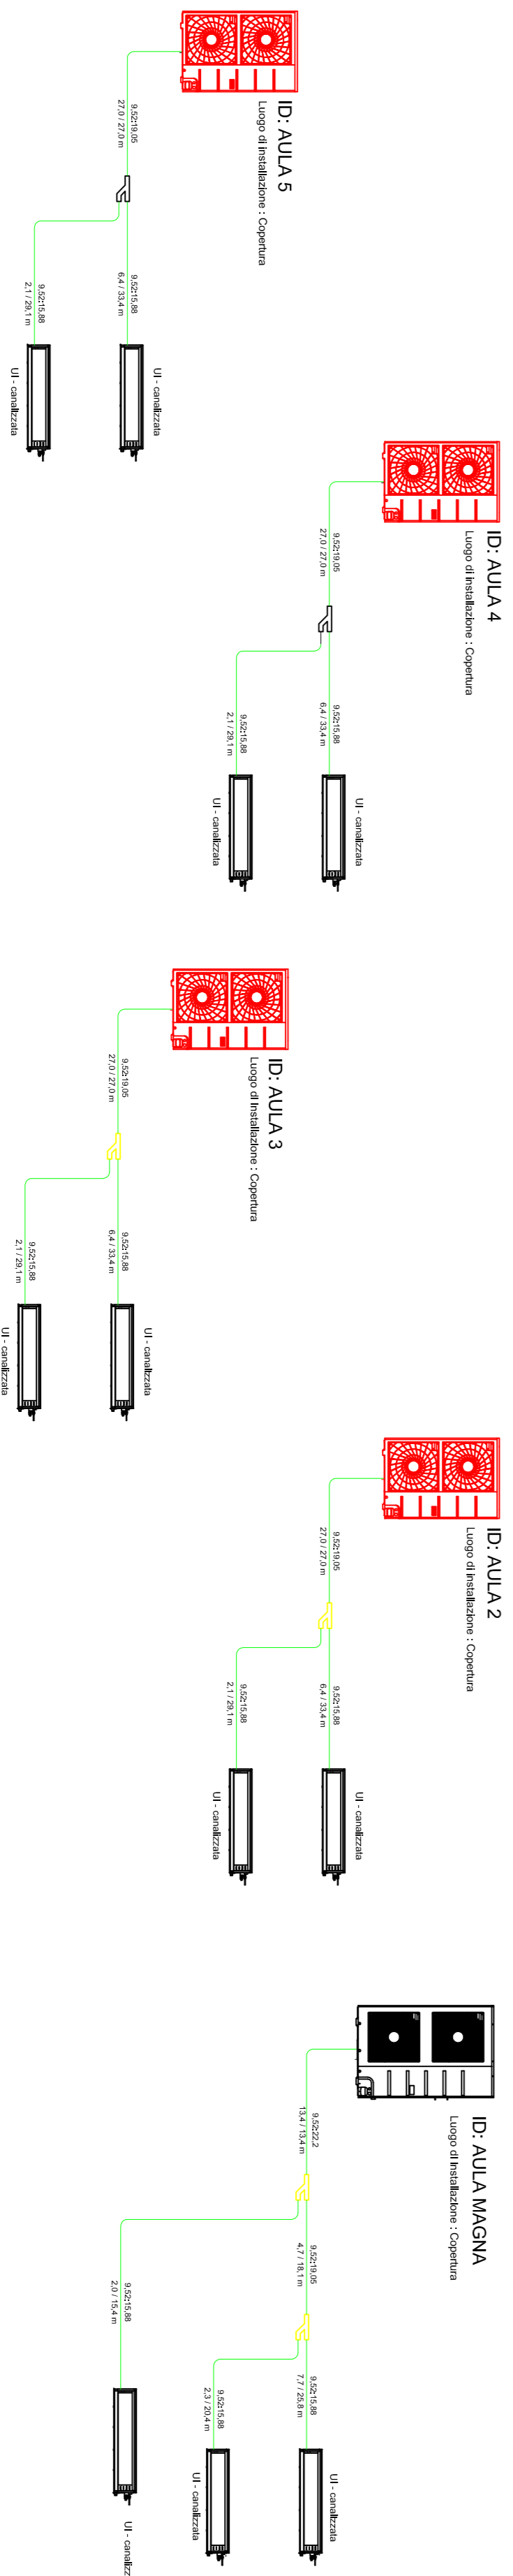 ID: AULA 5
Luogo di installazione : Copertura
9,52:19,05
27,0 / 27,0 m
9,52:15,88
6,4 / 33,4 m
9,52:15,88
2,1 / 29,1 m
UI - canalizzata
UI - canalizzata
ID: AULA 4
Luogo di installazione : Copertura
9,52:19,05
27,0 / 27,0 m
9,52:15,88
6,4 / 33,4 m
9,52:15,88
2,1 / 29,1 m
UI - canalizzata
UI - canalizzata
ID: AULA 3
Luogo di installazione : Copertura
9,52:19,05
27,0 / 27,0 m
9,52:15,88
6,4 / 33,4 m
9,52:15,88
2,1 / 29,1 m
UI - canalizzata
UI - canalizzata
ID: AULA 2
Luogo di installazione : Copertura
9,52:19,05
27,0 / 27,0 m
9,52:15,88
6,4 / 33,4 m
9,52:15,88
2,1 / 29,1 m
UI - canalizzata
UI - canalizzata
ID: AULA MAGNA
Luogo di installazione : Copertura
9,52:22,2
13,4 / 13,4 m
9,52:19,05
4,7 / 18,1 m
9,52:15,88
7,7 / 25,8 m
9,52:15,88
2,3 / 20,4 m
9,52:15,88
2,0 / 15,4 m
UI - canalizzata
UI - canalizzata
UI - canalizz